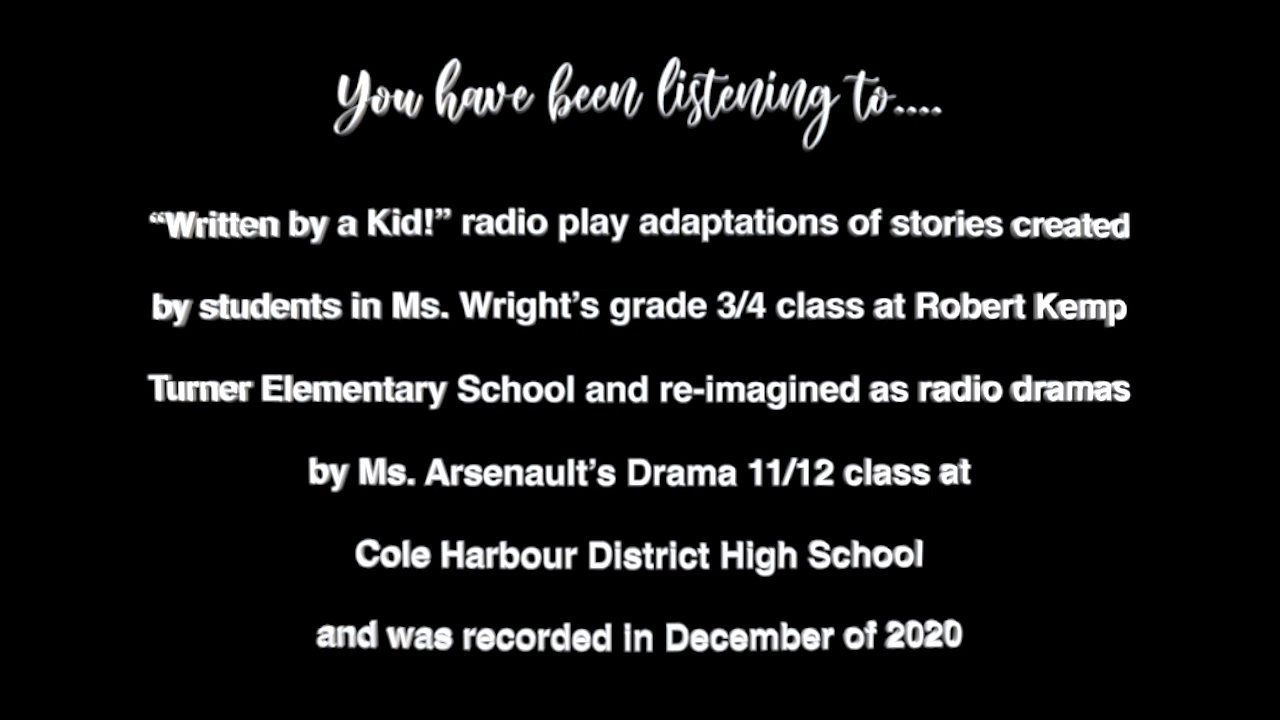 You have been listening to....
“Written by a Kid!” radio play adaptations of stories created
by students in Ms. Wright’s grade 3/4 class at Robert Kemp
Turner Elementary School and re-imagined as radio dramas
by Ms. Arsenault’s Drama 11/12 class at
Cole Harbour District High School
and was recorded in December of 2020